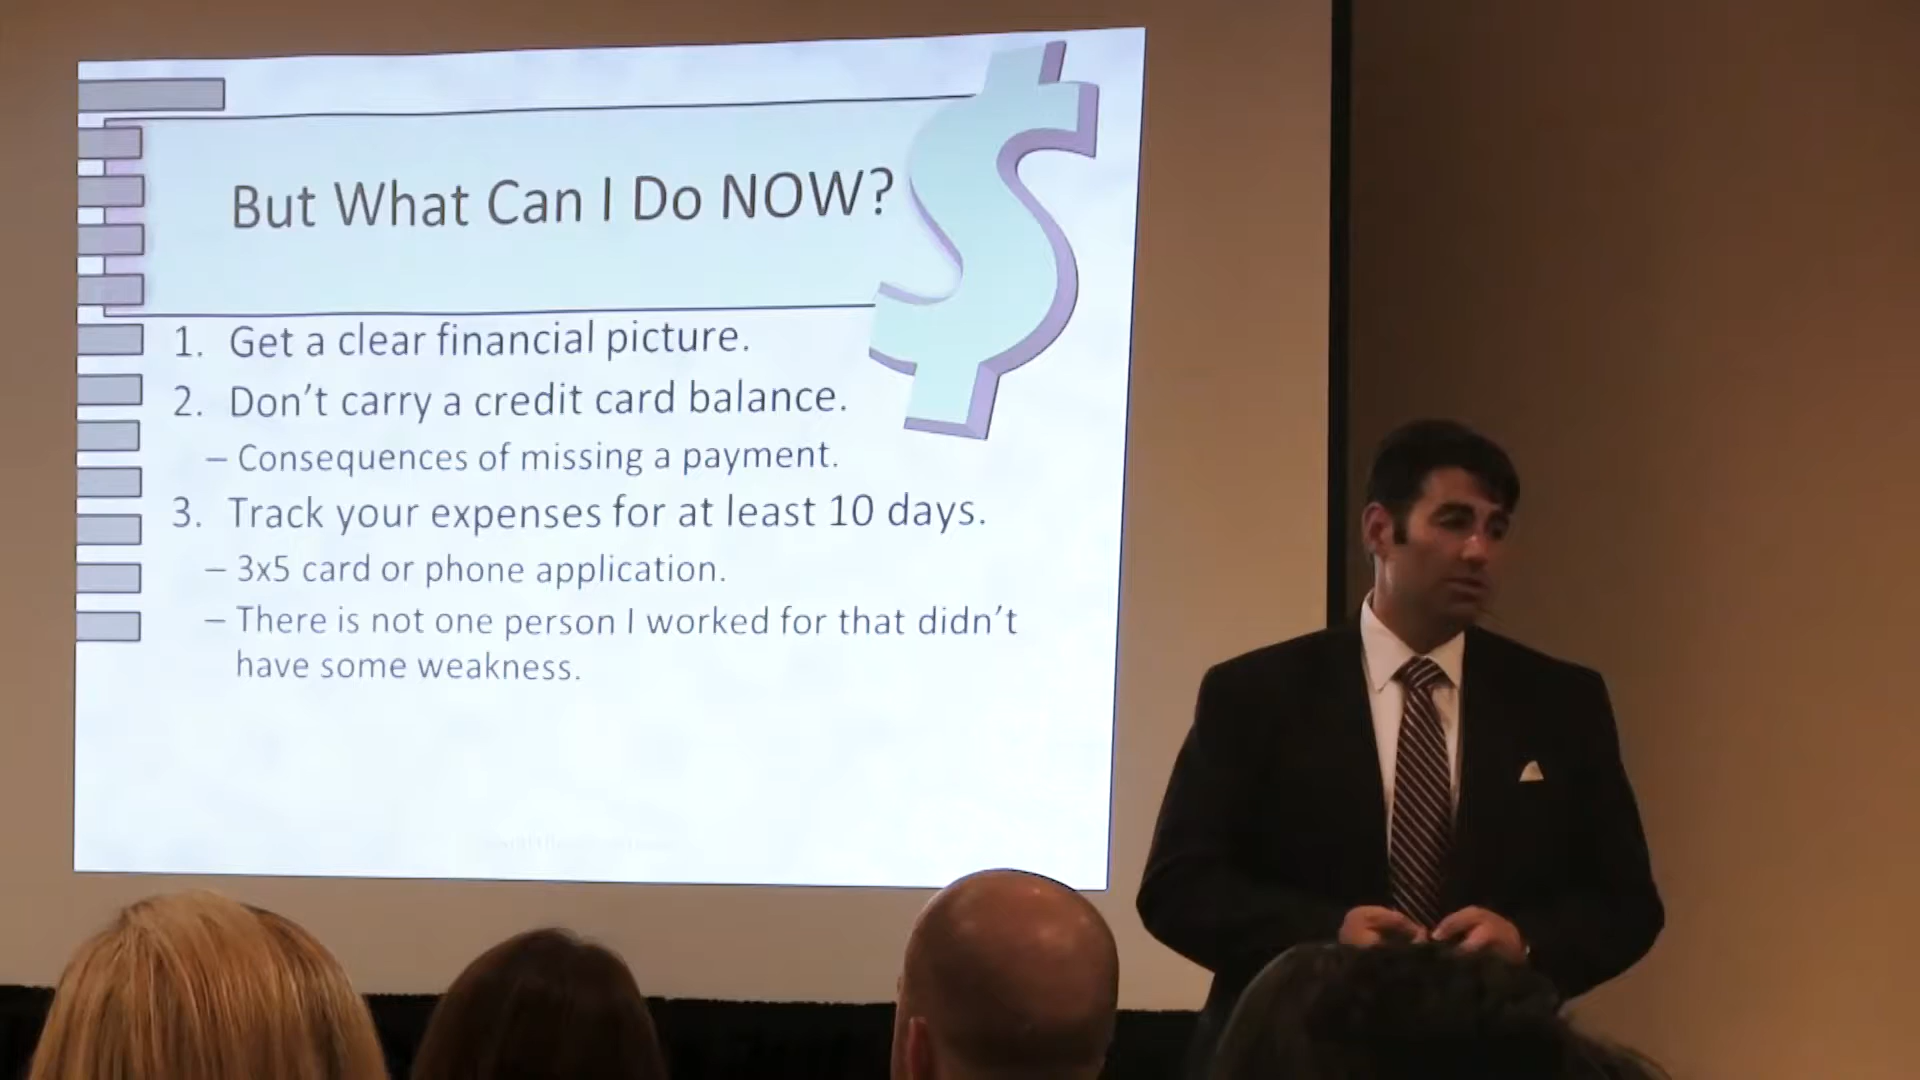 But What Can I Do NOW?
1. Get a clear financial picture.
2. Don't carry a credit card balance.
– Consequences of missing a payment.
3. Track your expenses for at least 10 days.
– 3x5 card or phone application.
– There is not one person I worked for that didn't
have some weakness.